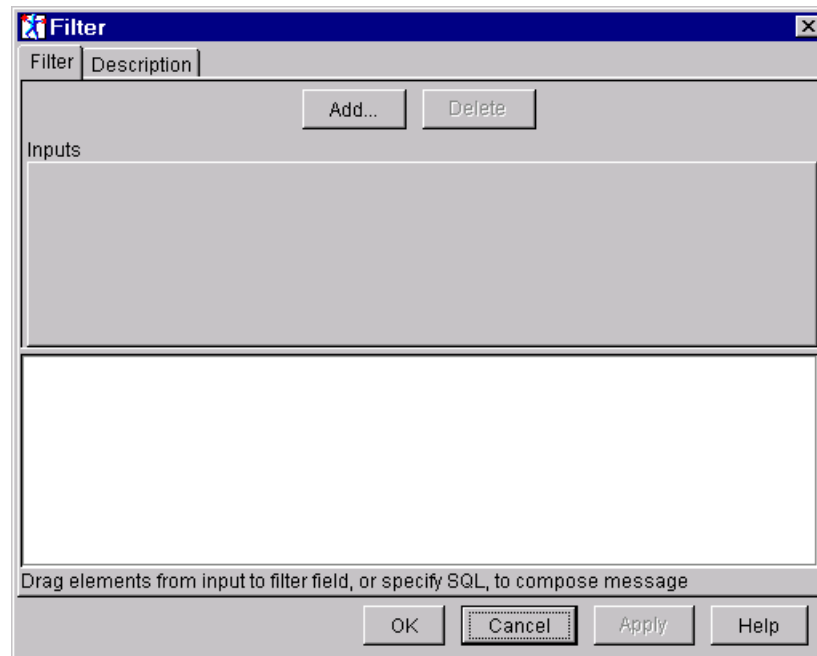 Filter
Filter Description
Add... Delete
Inputs
Drag elements from input to filter field, or specify SQL, to compose message
OK Cancel Apply Help